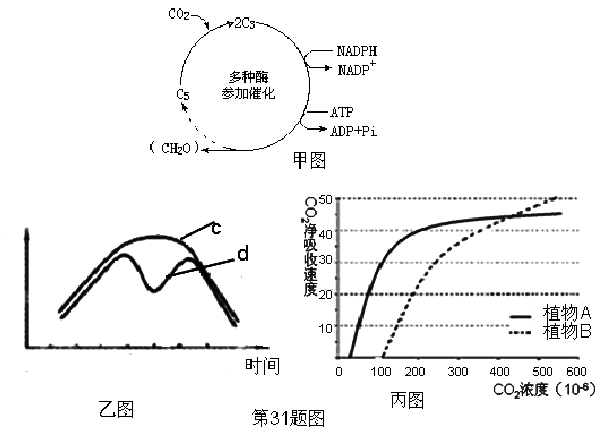 CO₂
2C₃
NADPH
NADP⁺
多种酶
参加催化
C₅
ATP
ADP+Pi
(CH₂O)
甲图
c
d
时间
乙图
CO₂净吸收速度
50
40
30
20
10
植物A
植物B
0 100 200 300 400 500 600
CO₂浓度 (10⁻⁶)
丙图
第31题图